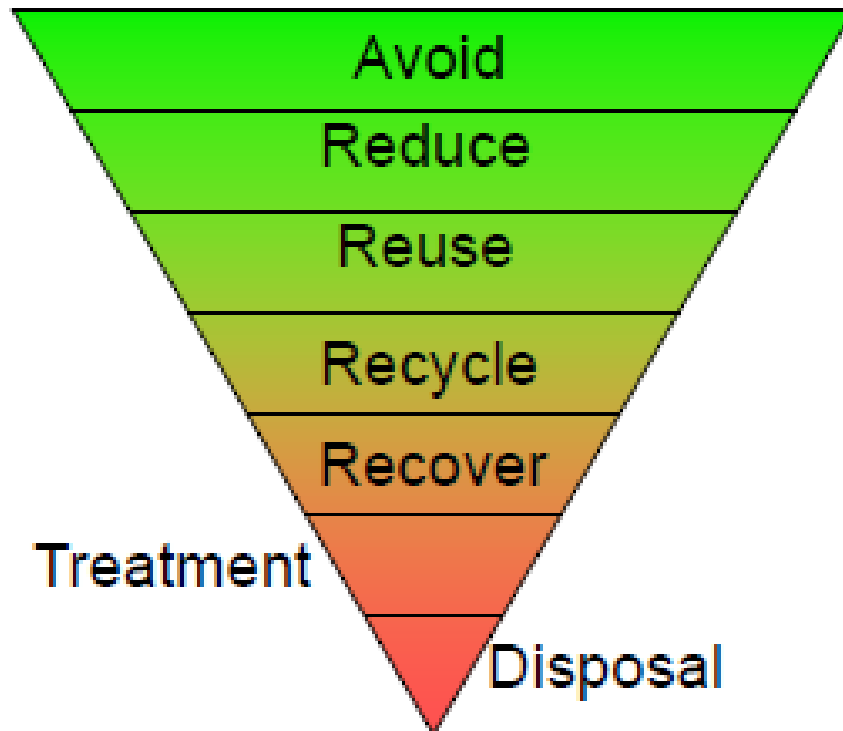 Avoid
Reduce
Reuse
Recycle
Recover
Treatment
Disposal